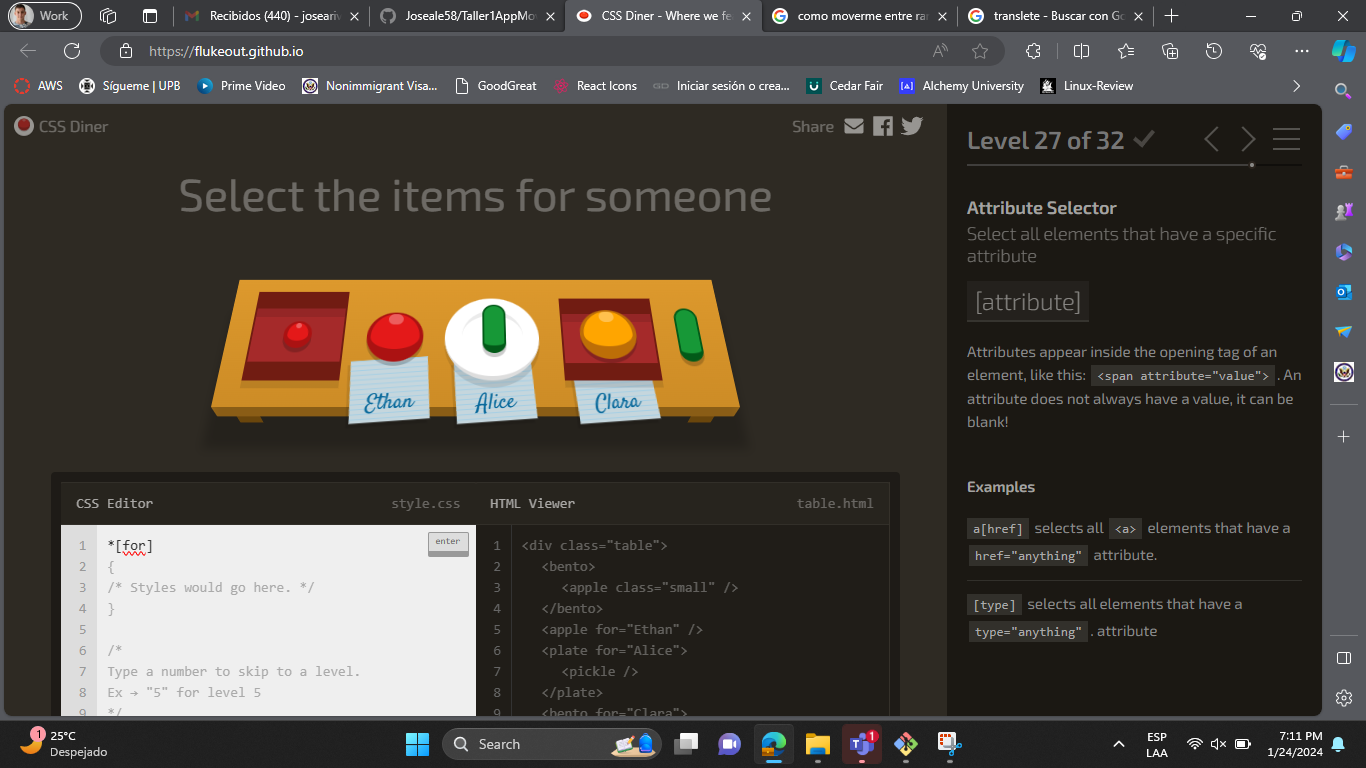 Work
Recibidos (440) - joseariv
Joseale58/Taller1AppMov
CSS Diner - Where we fe
como moverme entre rar
translete - Buscar con Go
https://flukeout.github.io
AWS
Sígueme | UPB
Prime Video
Nonimmigrant Visa...
GoodGreat
React Icons
Iniciar sesión o crea...
Cedar Fair
Alchemy University
Linux-Review
CSS Diner
Share
Select the items for someone
Ethan
Alice
Clara
CSS Editor
style.css
HTML Viewer
table.html
1 *[for]
enter
2 {
3 /* Styles would go here. */
4 }
5
6 /*
7 Type a number to skip to a level.
8 Ex → "5" for level 5
9 */
1 <div class="table">
2 <bento>
3 <apple class="small" />
4 </bento>
5 <apple for="Ethan" />
6 <plate for="Alice">
7 <pickle />
8 </plate>
9 <bento for="Clara">
Level 27 of 32
Attribute Selector
Select all elements that have a specific
attribute
[attribute]
Attributes appear inside the opening tag of an
element, like this: <span attribute="value">. An
attribute does not always have a value, it can be
blank!
Examples
a[href] selects all <a> elements that have a
href="anything" attribute.
[type] selects all elements that have a
type="anything". attribute
1
25°C
Despejado
Search
1
ESP
LAA
7:11 PM
1/24/2024